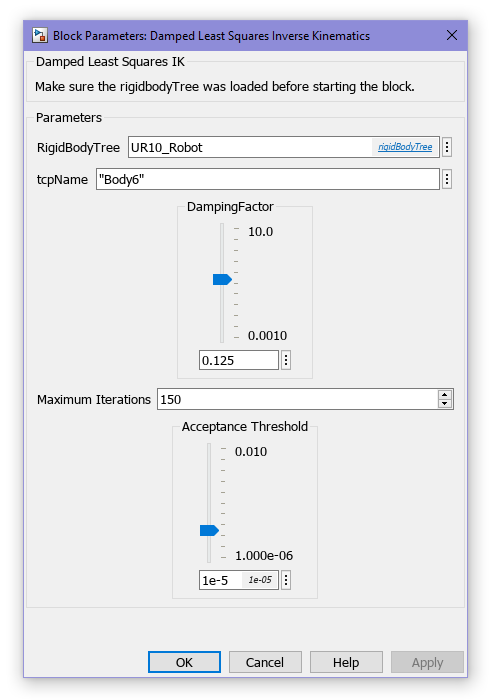 Block Parameters: Damped Least Squares Inverse Kinematics
Damped Least Squares IK
Make sure the rigidbodyTree was loaded before starting the block.
Parameters
RigidBodyTree UR10_Robot rigidBodyTree
tcpName "Body6"
DampingFactor
10.0
0.0010
0.125
Maximum Iterations 150
Acceptance Threshold
0.010
1.000e-06
1e-5 1e-05
OK Cancel Help Apply